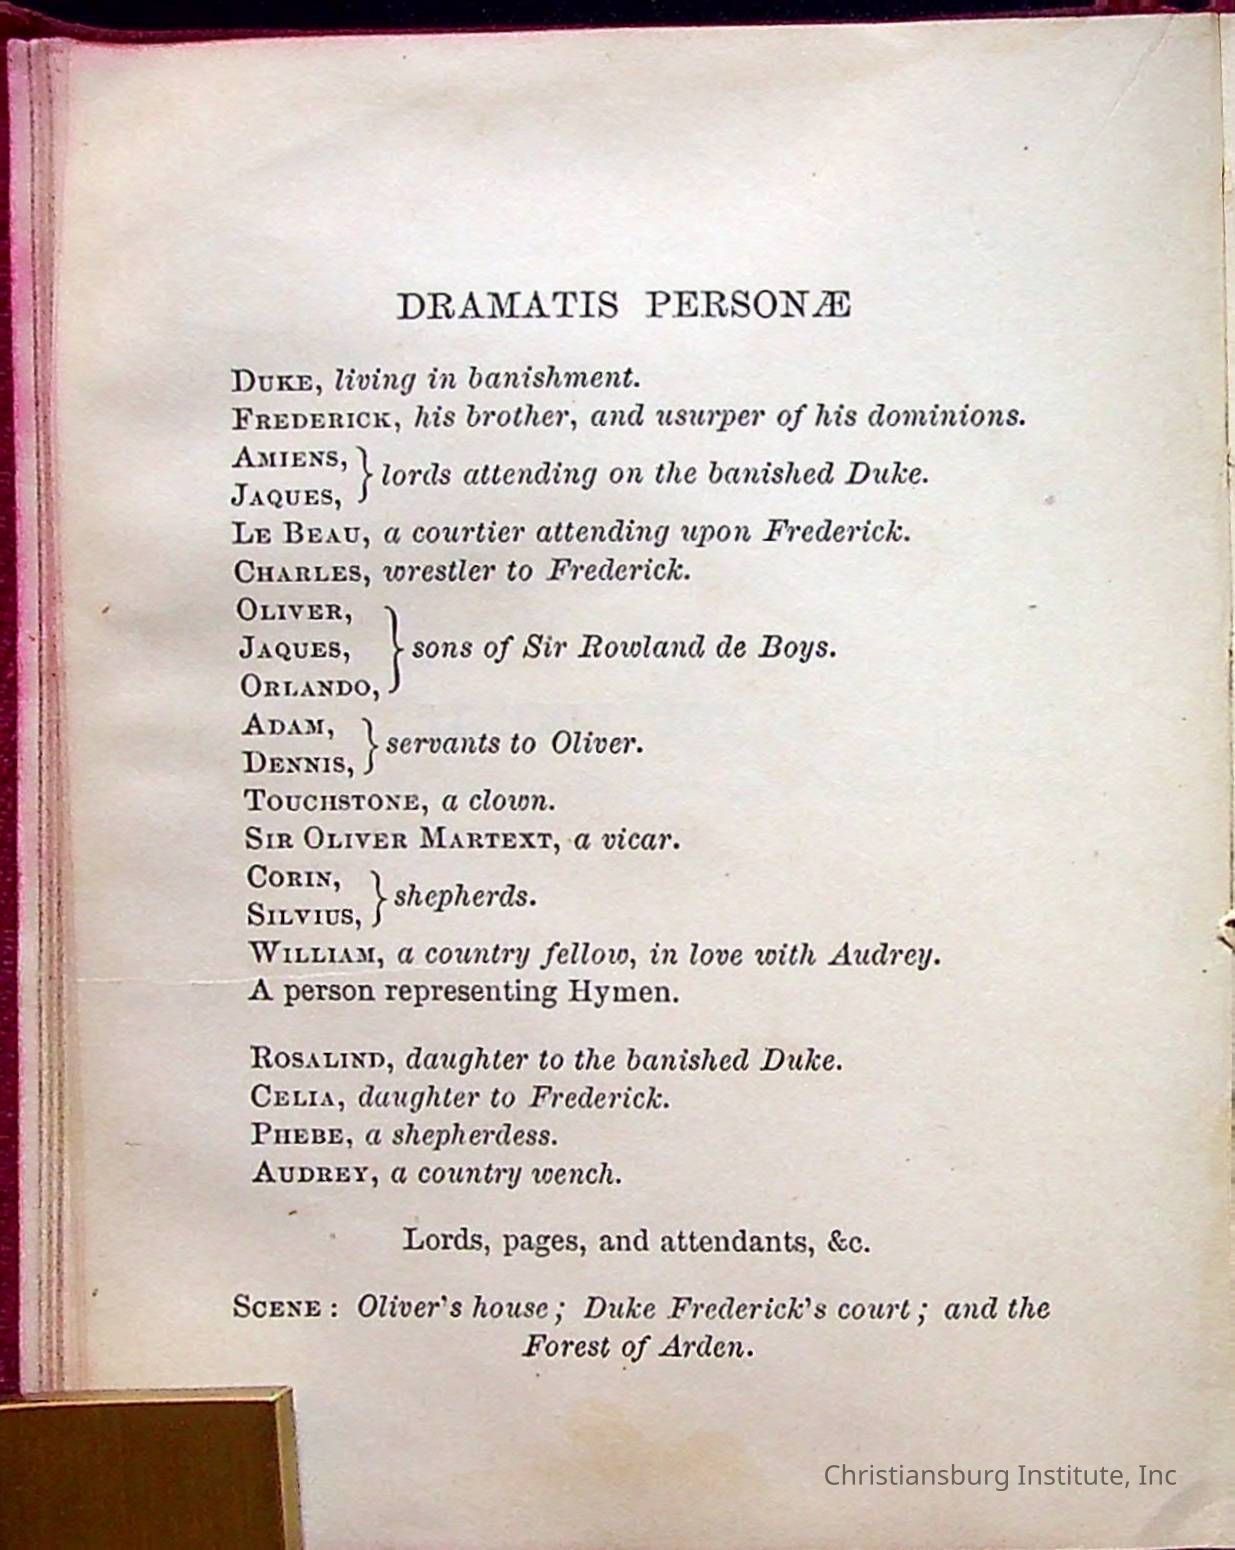 DRAMATIS PERSONÆ
DUKE, living in banishment.
FREDERICK, his brother, and usurper of his dominions.
AMIENS,
JAQUES,
} lords attending on the banished Duke.
LE BEAU, a courtier attending upon Frederick.
CHARLES, wrestler to Frederick.
OLIVER,
JAQUES,
ORLANDO,
} sons of Sir Rowland de Boys.
ADAM,
DENNIS,
} servants to Oliver.
TOUCHSTONE, a clown.
SIR OLIVER MARTEXT, a vicar.
CORIN,
SILVIUS,
} shepherds.
WILLIAM, a country fellow, in love with Audrey.
A person representing Hymen.
ROSALIND, daughter to the banished Duke.
CELIA, daughter to Frederick.
PHEBE, a shepherdess.
AUDREY, a country wench.
Lords, pages, and attendants, &c.
SCENE : Oliver's house ; Duke Frederick's court ; and the
Forest of Arden.
Christiansburg Institute, Inc